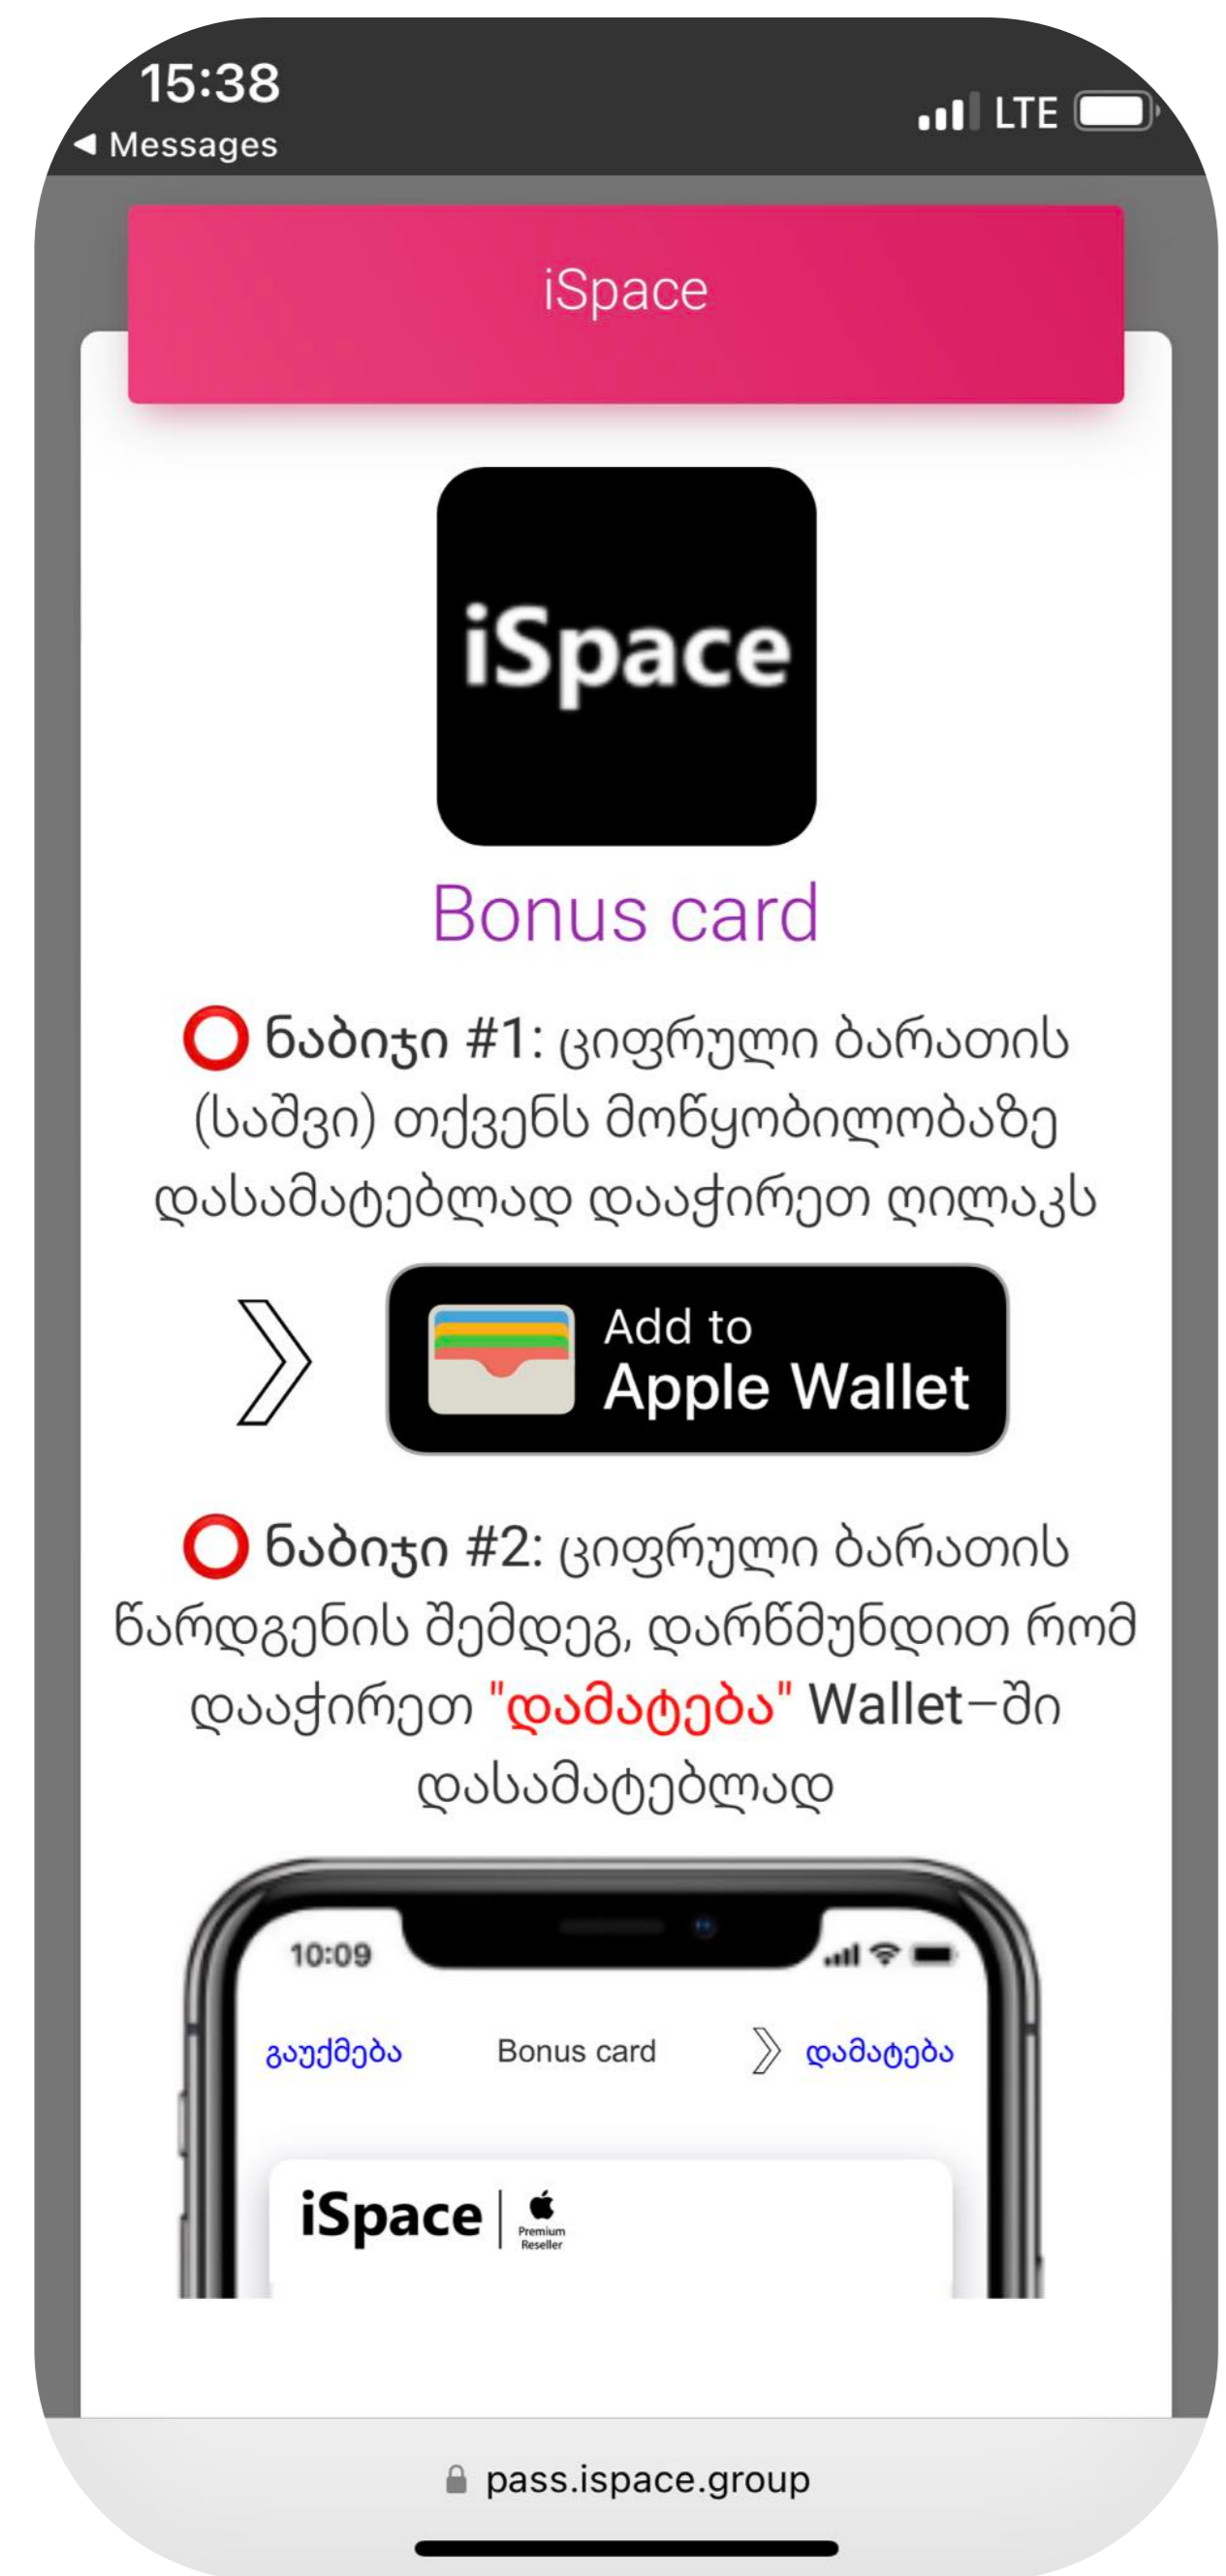 15:38
◀ Messages
LTE
iSpace
iSpace
Bonus card
⭕ ნაბიჯი #1: ციფრული ბარათის
(საშვი) თქვენს მოწყობილობაზე
დასამატებლად დააჭირეთ ღილაკს
Add to
Apple Wallet
⭕ ნაბიჯი #2: ციფრული ბარათის
წარდგენის შემდეგ, დარწმუნდით რომ
დააჭირეთ "დამატება" Wallet–ში
დასამატებლად
10:09
გაუქმება Bonus card დამატება
iSpace | Premium
Reseller
pass.ispace.group